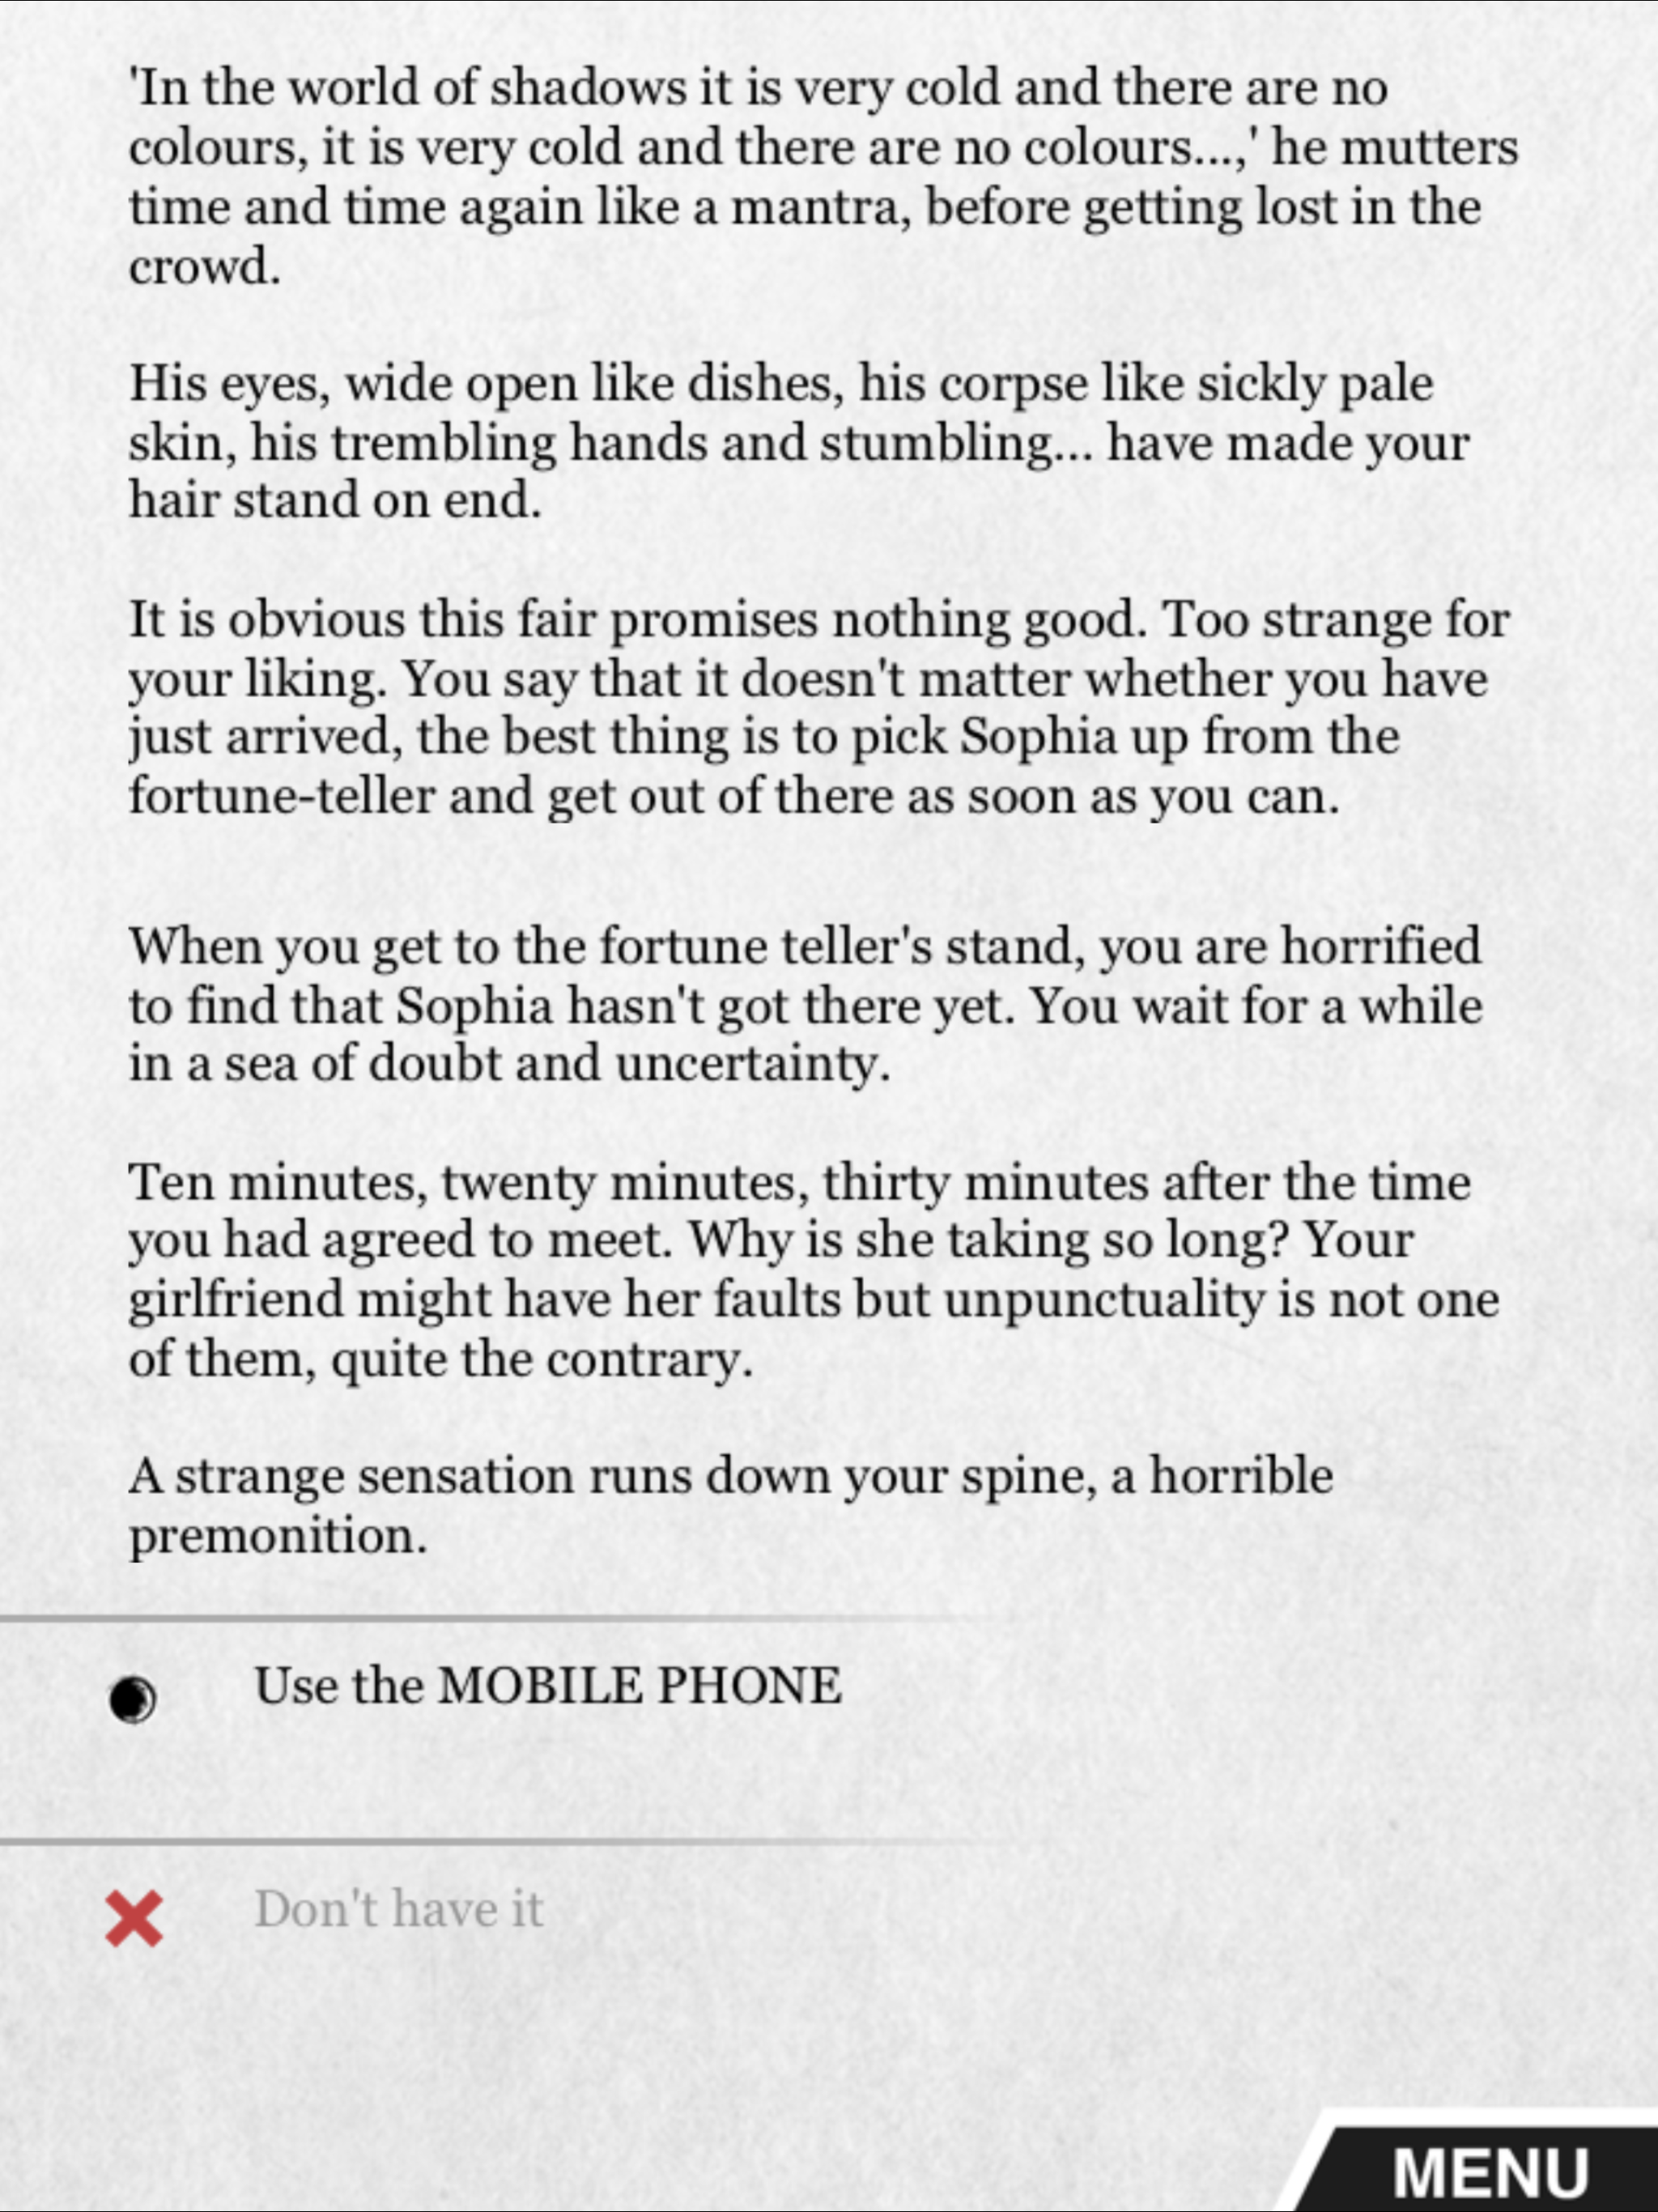 'In the world of shadows it is very cold and there are no
colours, it is very cold and there are no colours...,' he mutters
time and time again like a mantra, before getting lost in the
crowd.
His eyes, wide open like dishes, his corpse like sickly pale
skin, his trembling hands and stumbling... have made your
hair stand on end.
It is obvious this fair promises nothing good. Too strange for
your liking. You say that it doesn't matter whether you have
just arrived, the best thing is to pick Sophia up from the
fortune-teller and get out of there as soon as you can.
When you get to the fortune teller's stand, you are horrified
to find that Sophia hasn't got there yet. You wait for a while
in a sea of doubt and uncertainty.
Ten minutes, twenty minutes, thirty minutes after the time
you had agreed to meet. Why is she taking so long? Your
girlfriend might have her faults but unpunctuality is not one
of them, quite the contrary.
A strange sensation runs down your spine, a horrible
premonition.
Use the MOBILE PHONE
Don't have it
MENU